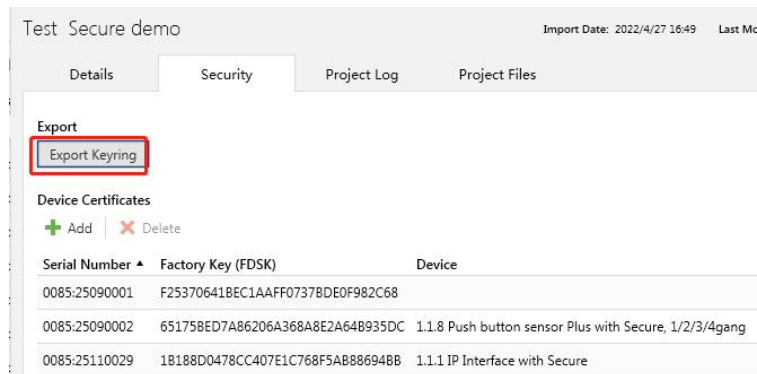 Test Secure demo Import Date: 2022/4/27 16:49 Last Mo
Details Security Project Log Project Files
Export
Export Keyring
Device Certificates
Add Delete
Serial Number Factory Key (FDSK) Device
0085:25090001 F25370641BEC1AAFF0737BDE0F982C68
0085:25090002 65175BED7A86206A368A8E2A64B935DC 1.1.8 Push button sensor Plus with Secure, 1/2/3/4gang
0085:25110029 1B188D0478CC407E1C768F5AB88694BB 1.1.1 IP Interface with Secure